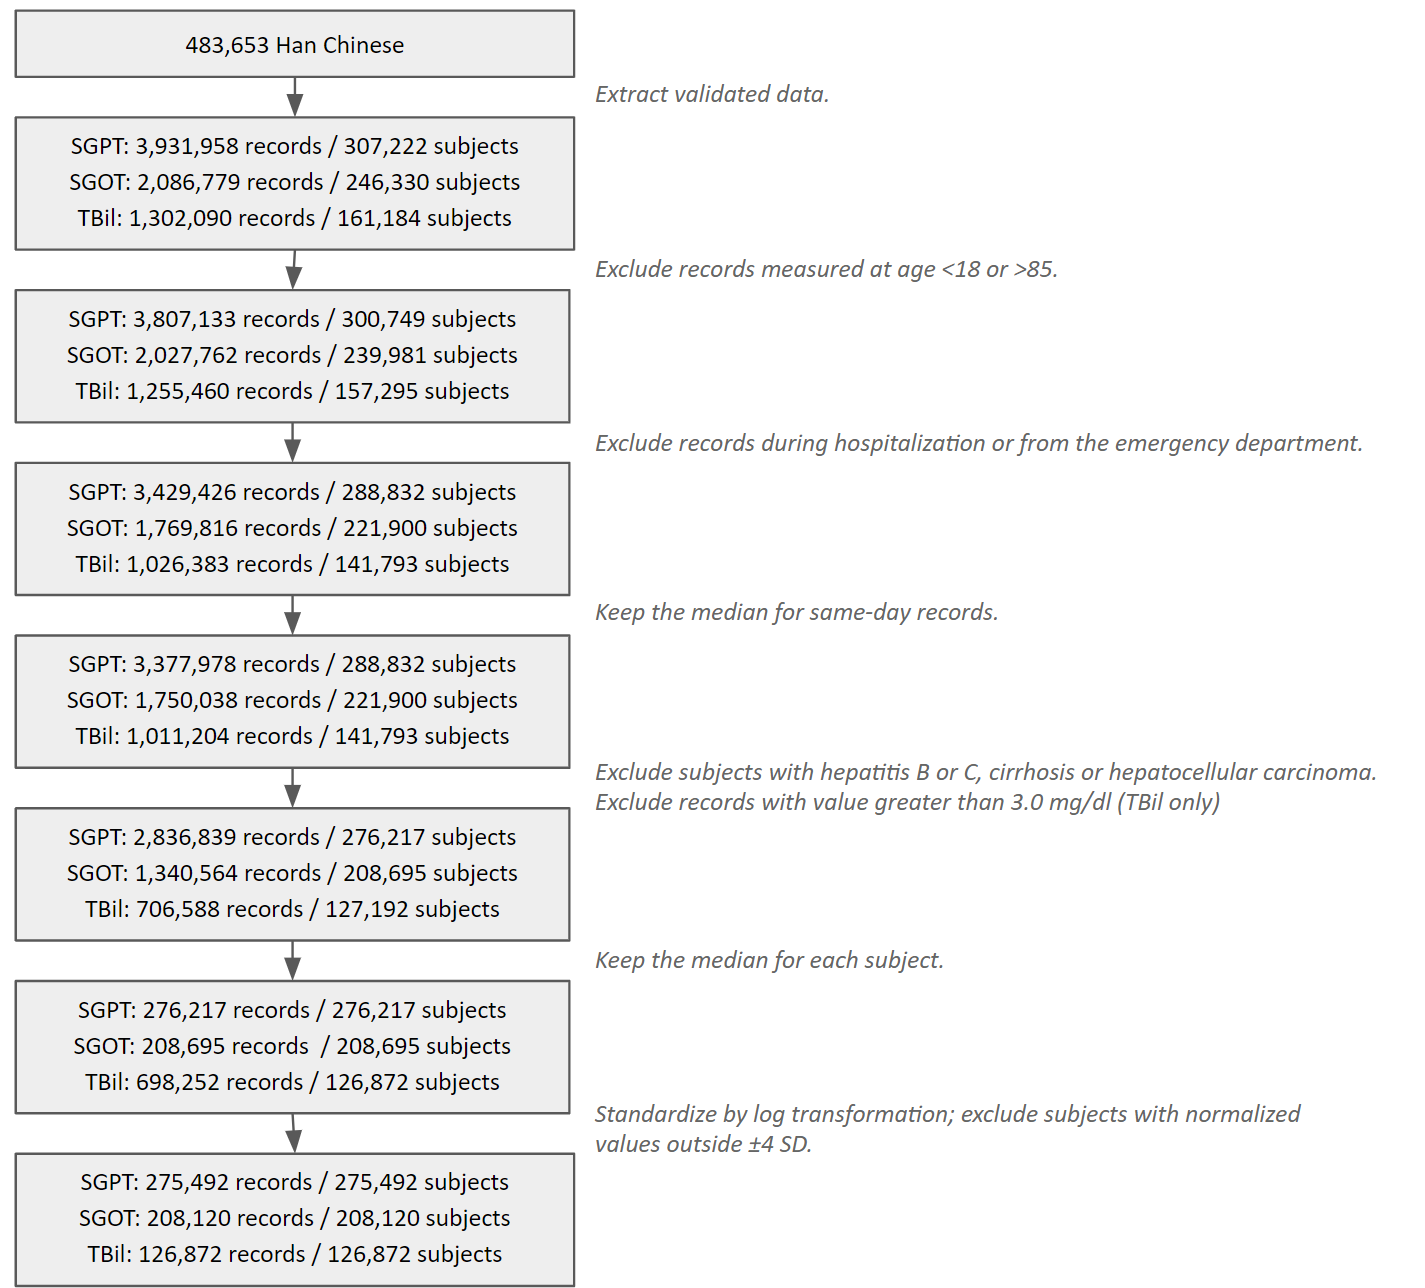 483,653 Han Chinese
Extract validated data.
SGPT: 3,931,958 records / 307,222 subjects
SGOT: 2,086,779 records / 246,330 subjects
TBil: 1,302,090 records / 161,184 subjects
Exclude records measured at age <18 or >85.
SGPT: 3,807,133 records / 300,749 subjects
SGOT: 2,027,762 records / 239,981 subjects
TBil: 1,255,460 records / 157,295 subjects
Exclude records during hospitalization or from the emergency department.
SGPT: 3,429,426 records / 288,832 subjects
SGOT: 1,769,816 records / 221,900 subjects
TBil: 1,026,383 records / 141,793 subjects
Keep the median for same-day records.
SGPT: 3,377,978 records / 288,832 subjects
SGOT: 1,750,038 records / 221,900 subjects
TBil: 1,011,204 records / 141,793 subjects
Exclude subjects with hepatitis B or C, cirrhosis or hepatocellular carcinoma.
Exclude records with value greater than 3.0 mg/dl (TBil only)
SGPT: 2,836,839 records / 276,217 subjects
SGOT: 1,340,564 records / 208,695 subjects
TBil: 706,588 records / 127,192 subjects
Keep the median for each subject.
SGPT: 276,217 records / 276,217 subjects
SGOT: 208,695 records / 208,695 subjects
TBil: 698,252 records / 126,872 subjects
Standardize by log transformation; exclude subjects with normalized
values outside ±4 SD.
SGPT: 275,492 records / 275,492 subjects
SGOT: 208,120 records / 208,120 subjects
TBil: 126,872 records / 126,872 subjects